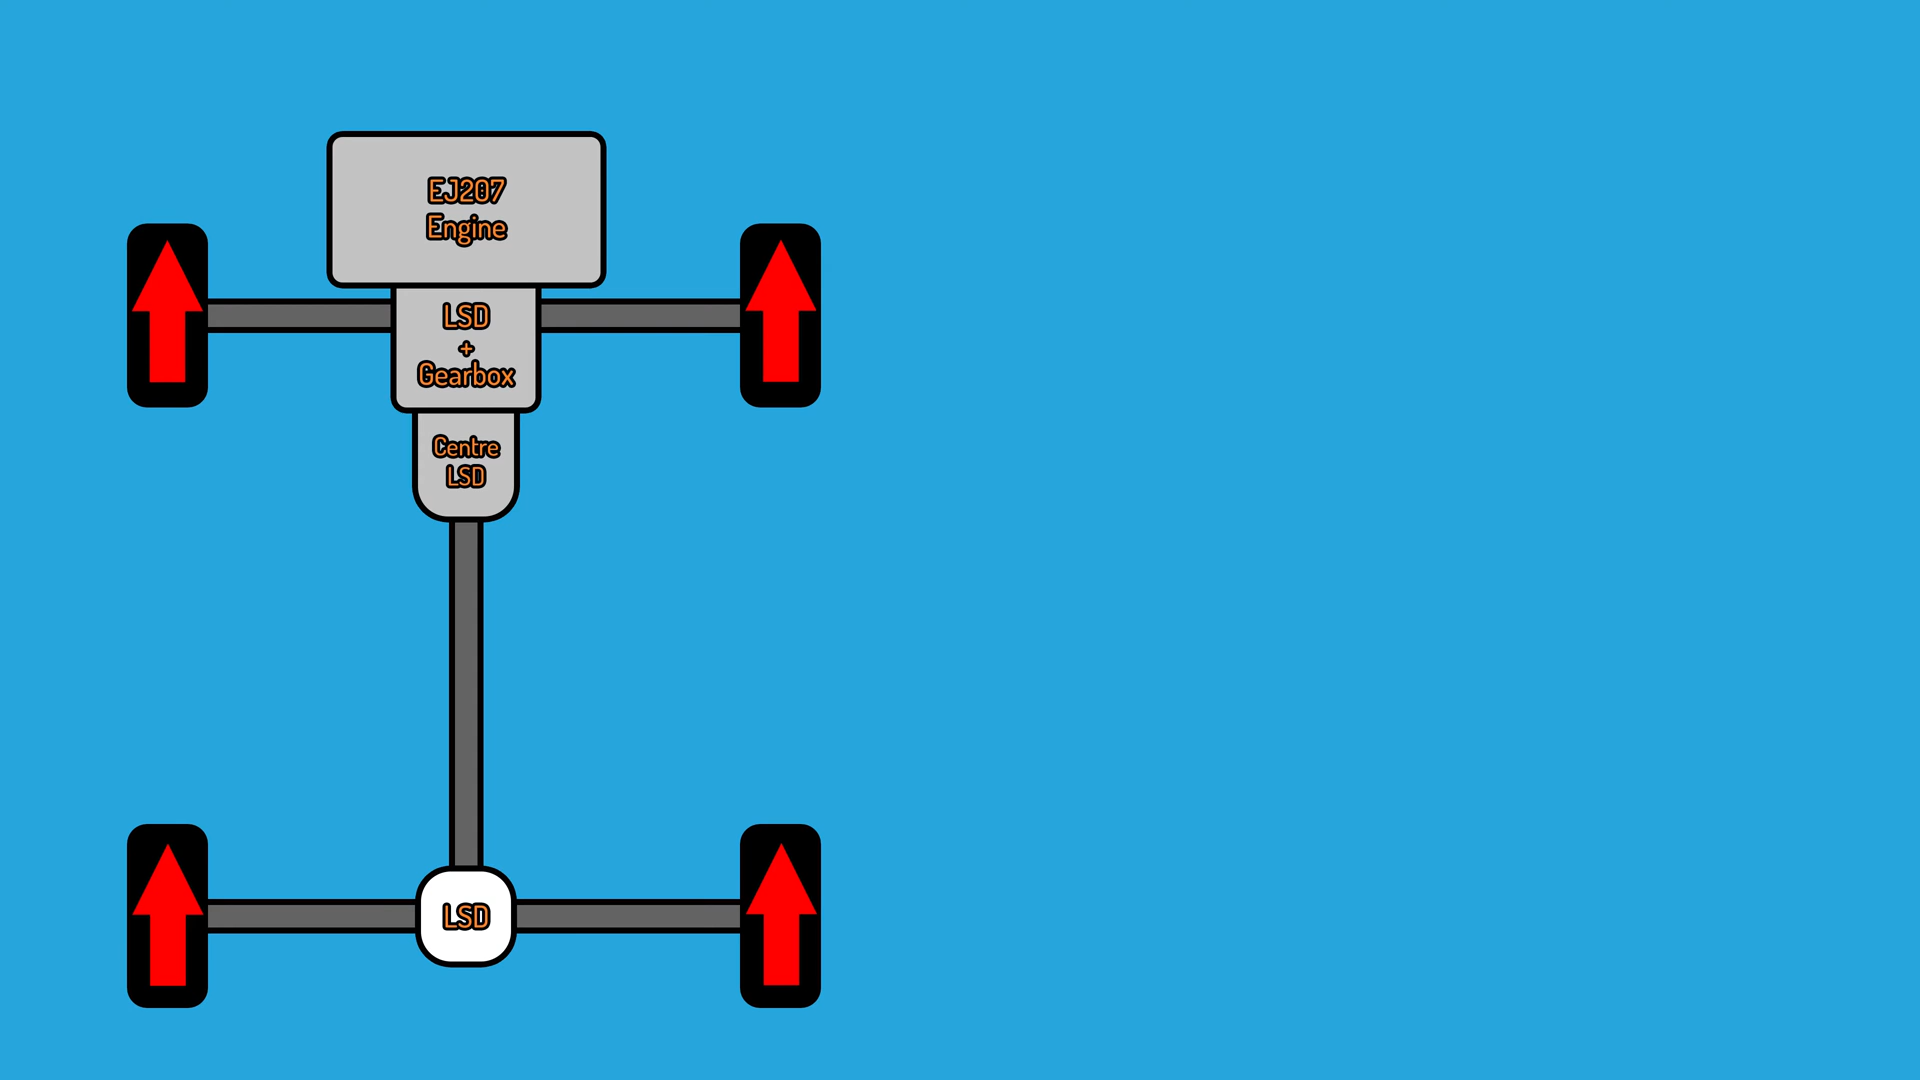 EJ207
Engine
LSD
+
Gearbox
Centre
LSD
LSD